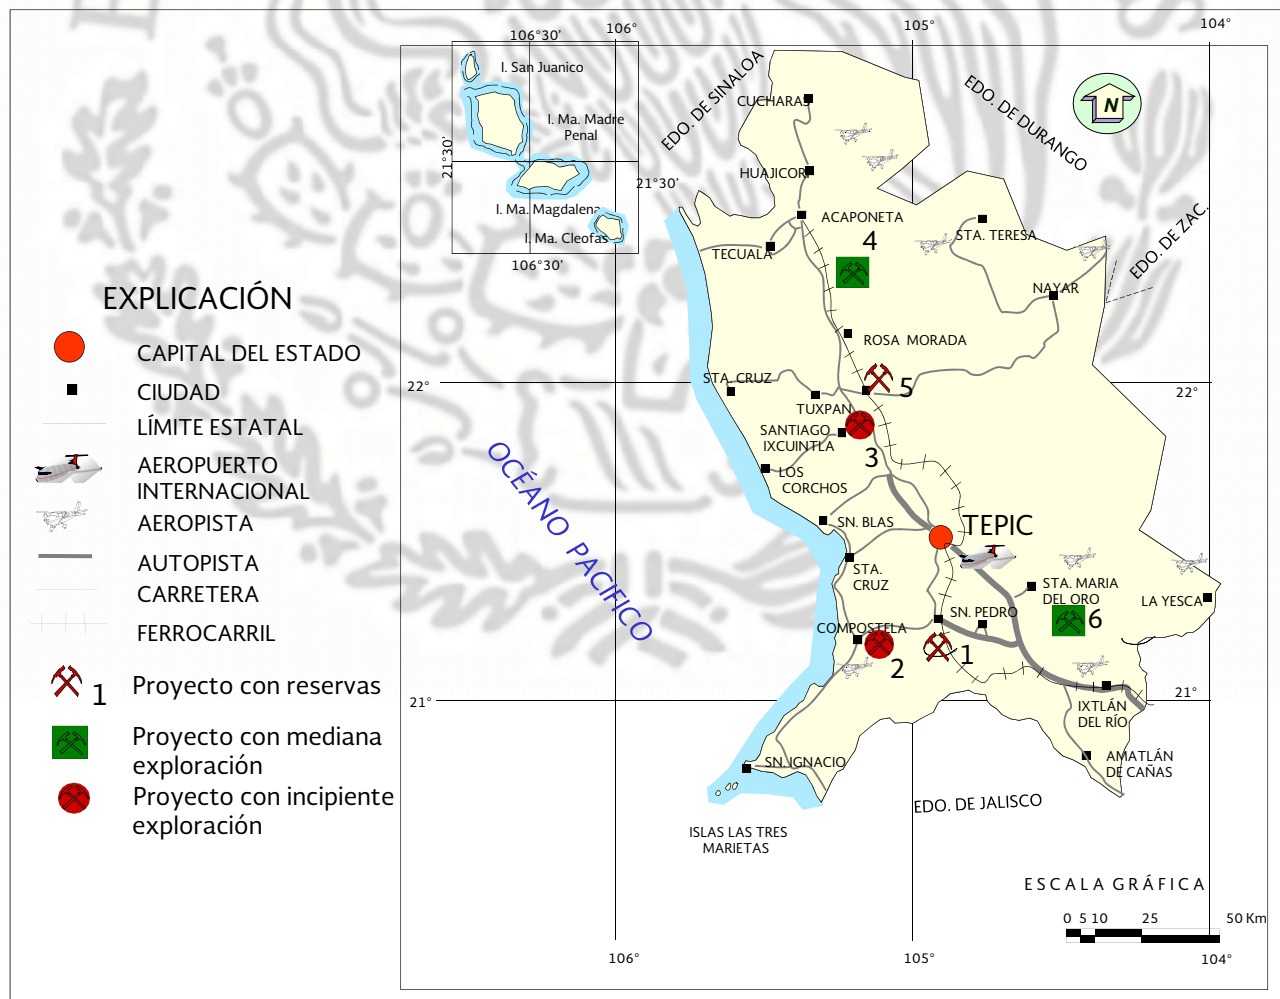 106°
105°
104°
106°30'
I. San Juanico
I. Ma. Madre
Penal
21°30'
21°30'
I. Ma. Magdalena
I. Ma. Cleofas
106°30'
EDO. DE SINALOA
EDO. DE DURANGO
EDO. DE ZAC.
N
CUCHARAS
HUAJICORI
ACAPONETA
4
TECUALA
STA. TERESA
NAYAR
ROSA MORADA
22°
22°
STA. CRUZ
5
TUXPAN
SANTIAGO
IXCUINTLA
3
LOS
CORCHOS
SN. BLAS
TEPIC
STA.
CRUZ
STA. MARIA
DEL ORO
LA YESCA
SN. PEDRO
6
COMPOSTELA
2
1
21°
21°
IXTLÁN
DEL RÍO
AMATLÁN
DE CAÑAS
SN. IGNACIO
EDO. DE JALISCO
ISLAS LAS TRES
MARIETAS
OCÉANO PACIFICO
EXPLICACIÓN
CAPITAL DEL ESTADO
CIUDAD
LÍMITE ESTATAL
AEROPUERTO
INTERNACIONAL
AEROPISTA
AUTOPISTA
CARRETERA
FERROCARRIL
1 Proyecto con reservas
Proyecto con mediana
exploración
Proyecto con incipiente
exploración
ESCALA GRÁFICA
0 5 10 25 50 Km
106°
105°
104°